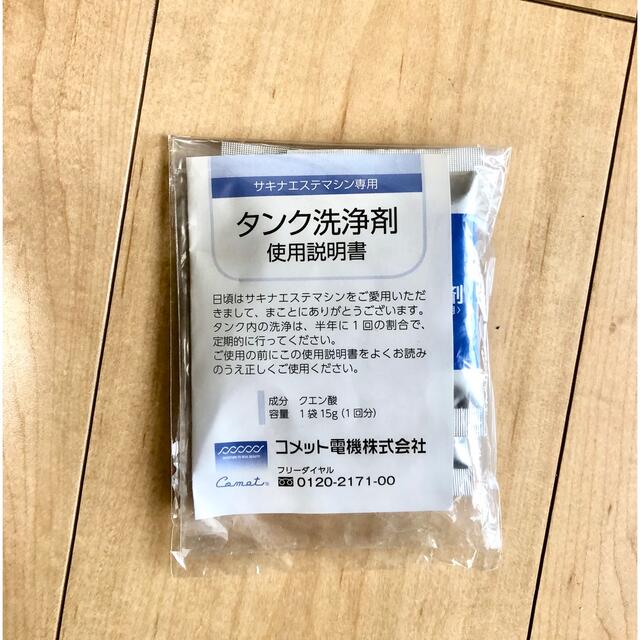 サキナエステマシン専用
タンク洗浄剤
使用説明書
日頃はサキナエステマシンをご愛用いただ
きまして、まことにありがとうございます。
タンク内の洗浄は、半年に1回の割合で、
定期的に行ってください。
ご使用の前にこの使用説明書をよくお読み
のうえ正しくご使用ください。
成分 クエン酸
容量 1袋15g(1回分)
コメット電機株式会社
Comet
フリーダイヤル
0120-2171-00
剤